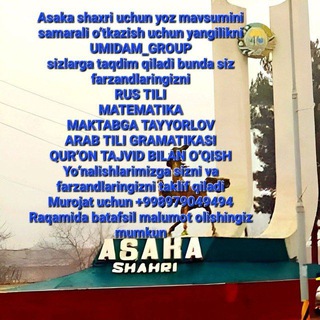 Asaka shaxri uchun yoz mavsumini
samarali o'tkazish uchun yangilikni
UMIDAM_GROUP
sizlarga taqdim qiladi bunda siz
farzandlaringizni
RUS TILI
MATEMATIKA
MAKTABGA TAYYORLOV
ARAB TILI GRAMATIKASI
QUR'ON TAJVID BILAN O'QISH
Yo'nalishlarimizga sizni va
farzandlaringizni taklif qiladi
Murojat uchun +998979049494
Raqamida batafsil malumot olishingiz
mumkun
ASAKA
SHAHRI